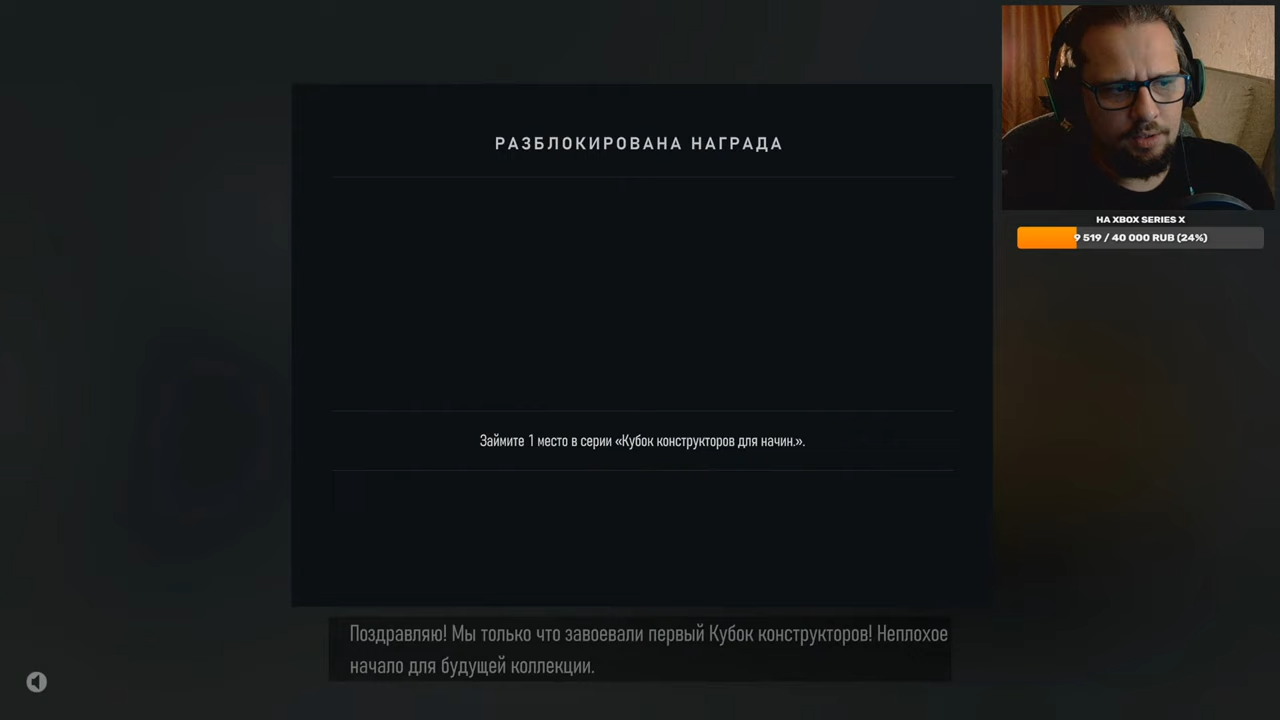 РАЗБЛОКИРОВАНА НАГРАДА
НА XBOX SERIES X
9 519 / 40 000 RUB (24%)
Займите 1 место в серии «Кубок конструкторов для начин.».
Поздравляю! Мы только что завоевали первый Кубок конструкторов! Неплохое
начало для будущей коллекции.